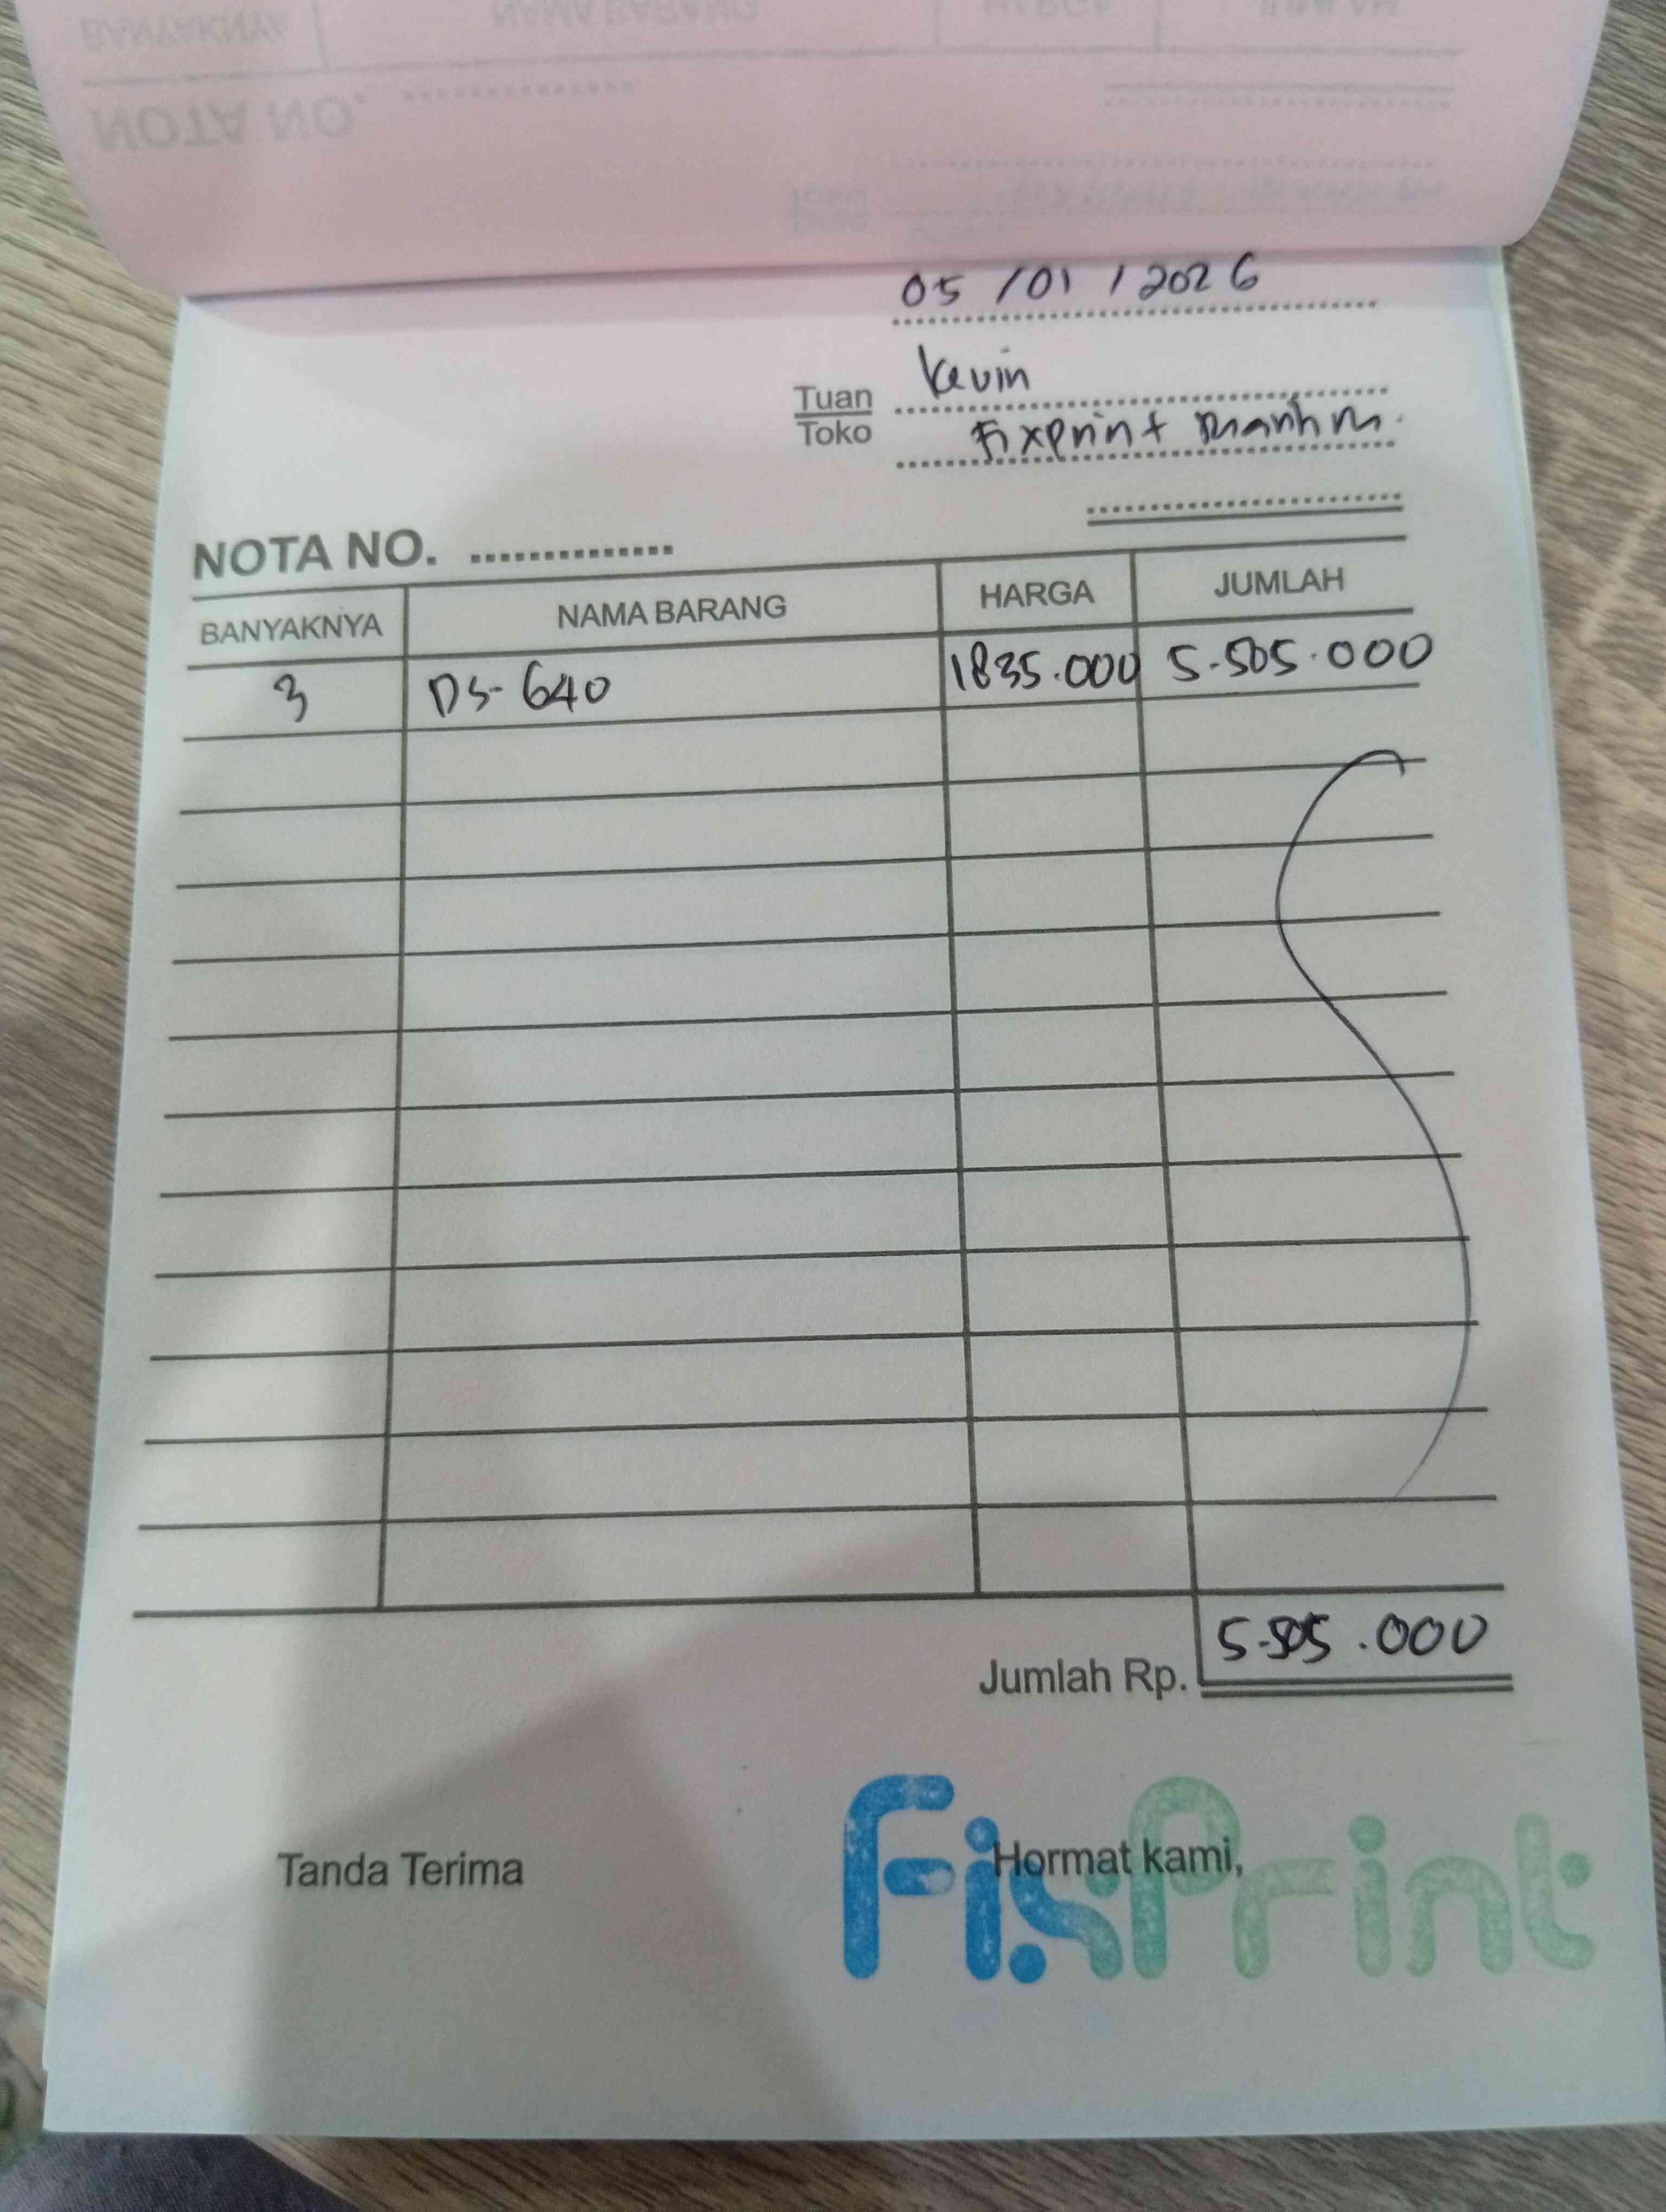 05/01/2026
Tuan Kevin
Toko Fixprint
NOTA NO. ..............
BANYAKNYA NAMA BARANG HARGA JUMLAH
3 DS-640 1835.000 5.505.000
Jumlah Rp. 5.505.000
Tanda Terima Hormat kami,
FixPrint